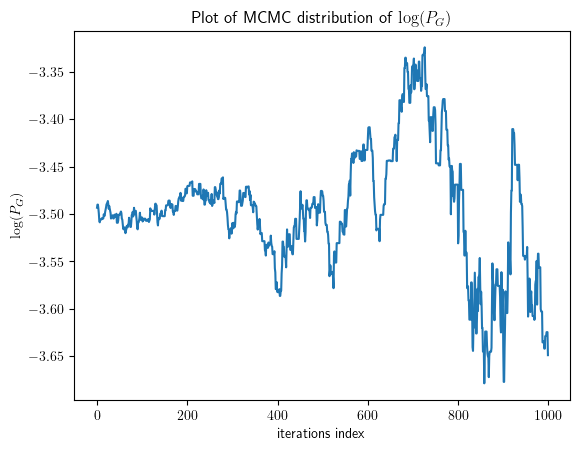 Plot of MCMC distribution of log(P_G)
−3.35
−3.40
−3.45
−3.50
−3.55
−3.60
−3.65
log(P_G)
0 200 400 600 800 1000
iterations index